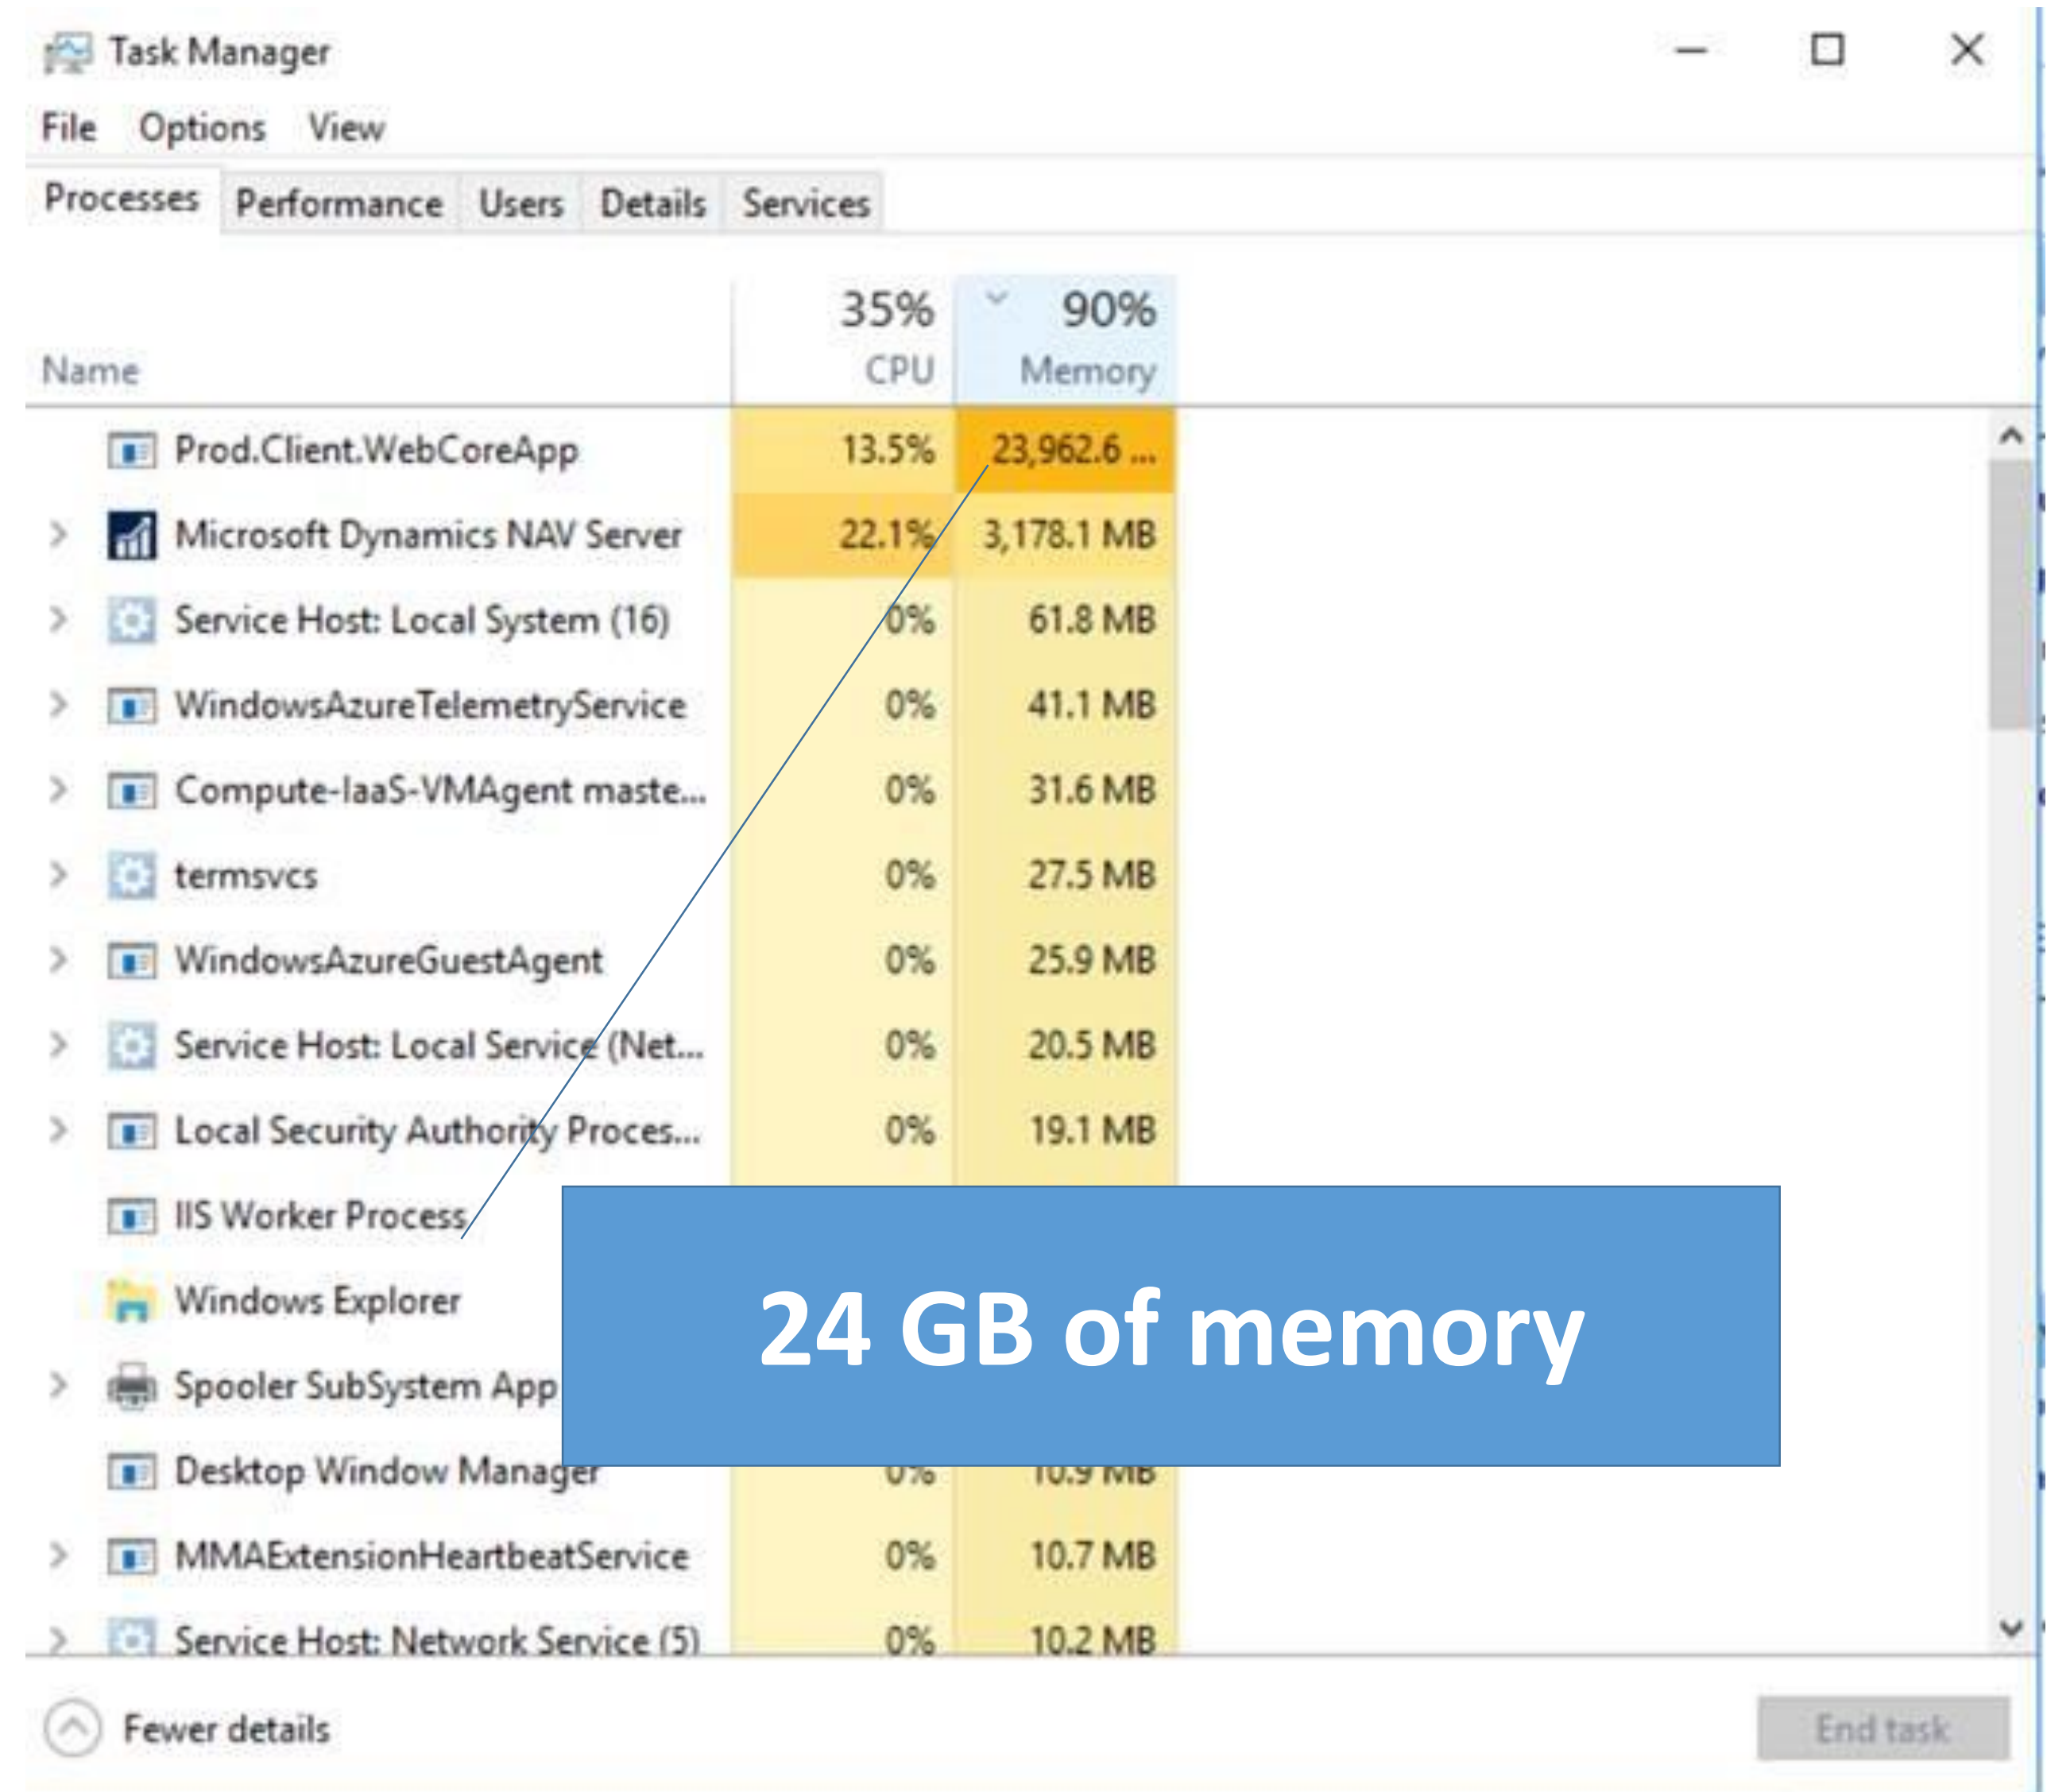 Task Manager
File Options View
Processes Performance Users Details Services
35% 90%
Name CPU Memory
Prod.Client.WebCoreApp 13.5% 23,962.6 ...
Microsoft Dynamics NAV Server 22.1% 3,178.1 MB
Service Host: Local System (16) 0% 61.8 MB
WindowsAzureTelemetryService 0% 41.1 MB
Compute-IaaS-VMAgent maste... 0% 31.6 MB
termsvcs 0% 27.5 MB
WindowsAzureGuestAgent 0% 25.9 MB
Service Host: Local Service (Net... 0% 20.5 MB
Local Security Authority Proces... 0% 19.1 MB
IIS Worker Process
Windows Explorer
24 GB of memory
Spooler SubSystem App
Desktop Window Manager 0% 10.9 MB
MMAExtensionHeartbeatService 0% 10.7 MB
Service Host: Network Service (5) 0% 10.2 MB
Fewer details End task